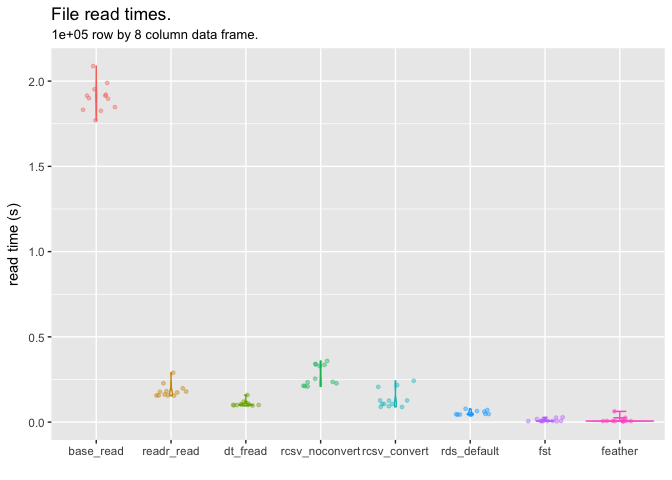 File read times.
1e+05 row by 8 column data frame.
read time (s)
2.0
1.5
1.0
0.5
0.0
base_read readr_read dt_fread rcsv_noconvert rcsv_convert rds_default fst feather